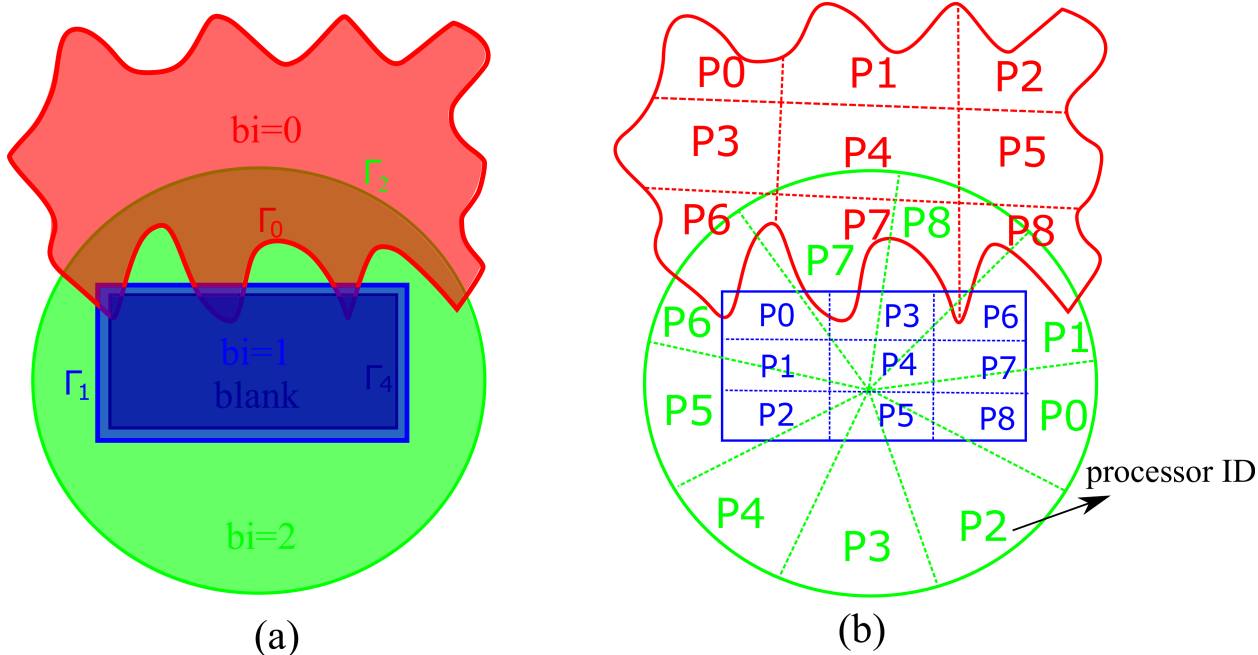 bi=0
Γ2
Γ0
bi=1
Γ1
Γ4
blank
bi=2
(a)
P0 P1 P2
P3 P4 P5
P6 P7 P8 P8
P7
P6 P0 P3 P6 P1
P1 P4 P7
P5 P2 P5 P8 P0
processor ID
P4 P3 P2
(b)